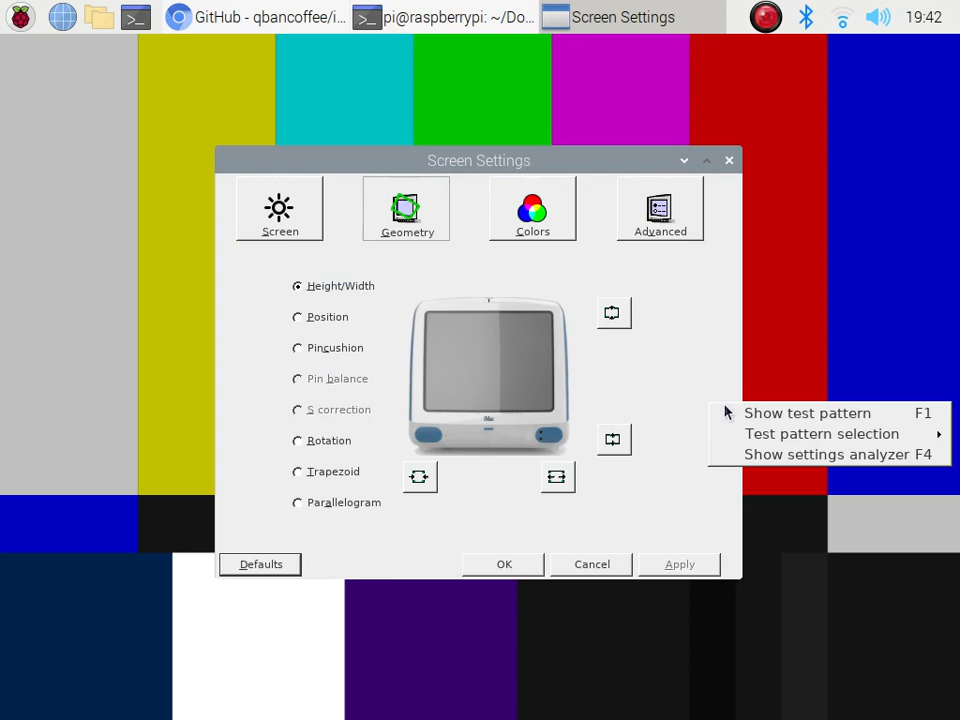 GitHub - qbancoffee/i...
pi@raspberrypi: ~/Do...
Screen Settings
19:42
Screen Settings
Screen
Geometry
Colors
Advanced
Height/Width
Position
Pincushion
Pin balance
S correction
Rotation
Trapezoid
Parallelogram
iMac
Show test pattern F1
Test pattern selection
Show settings analyzer F4
Defaults
OK
Cancel
Apply